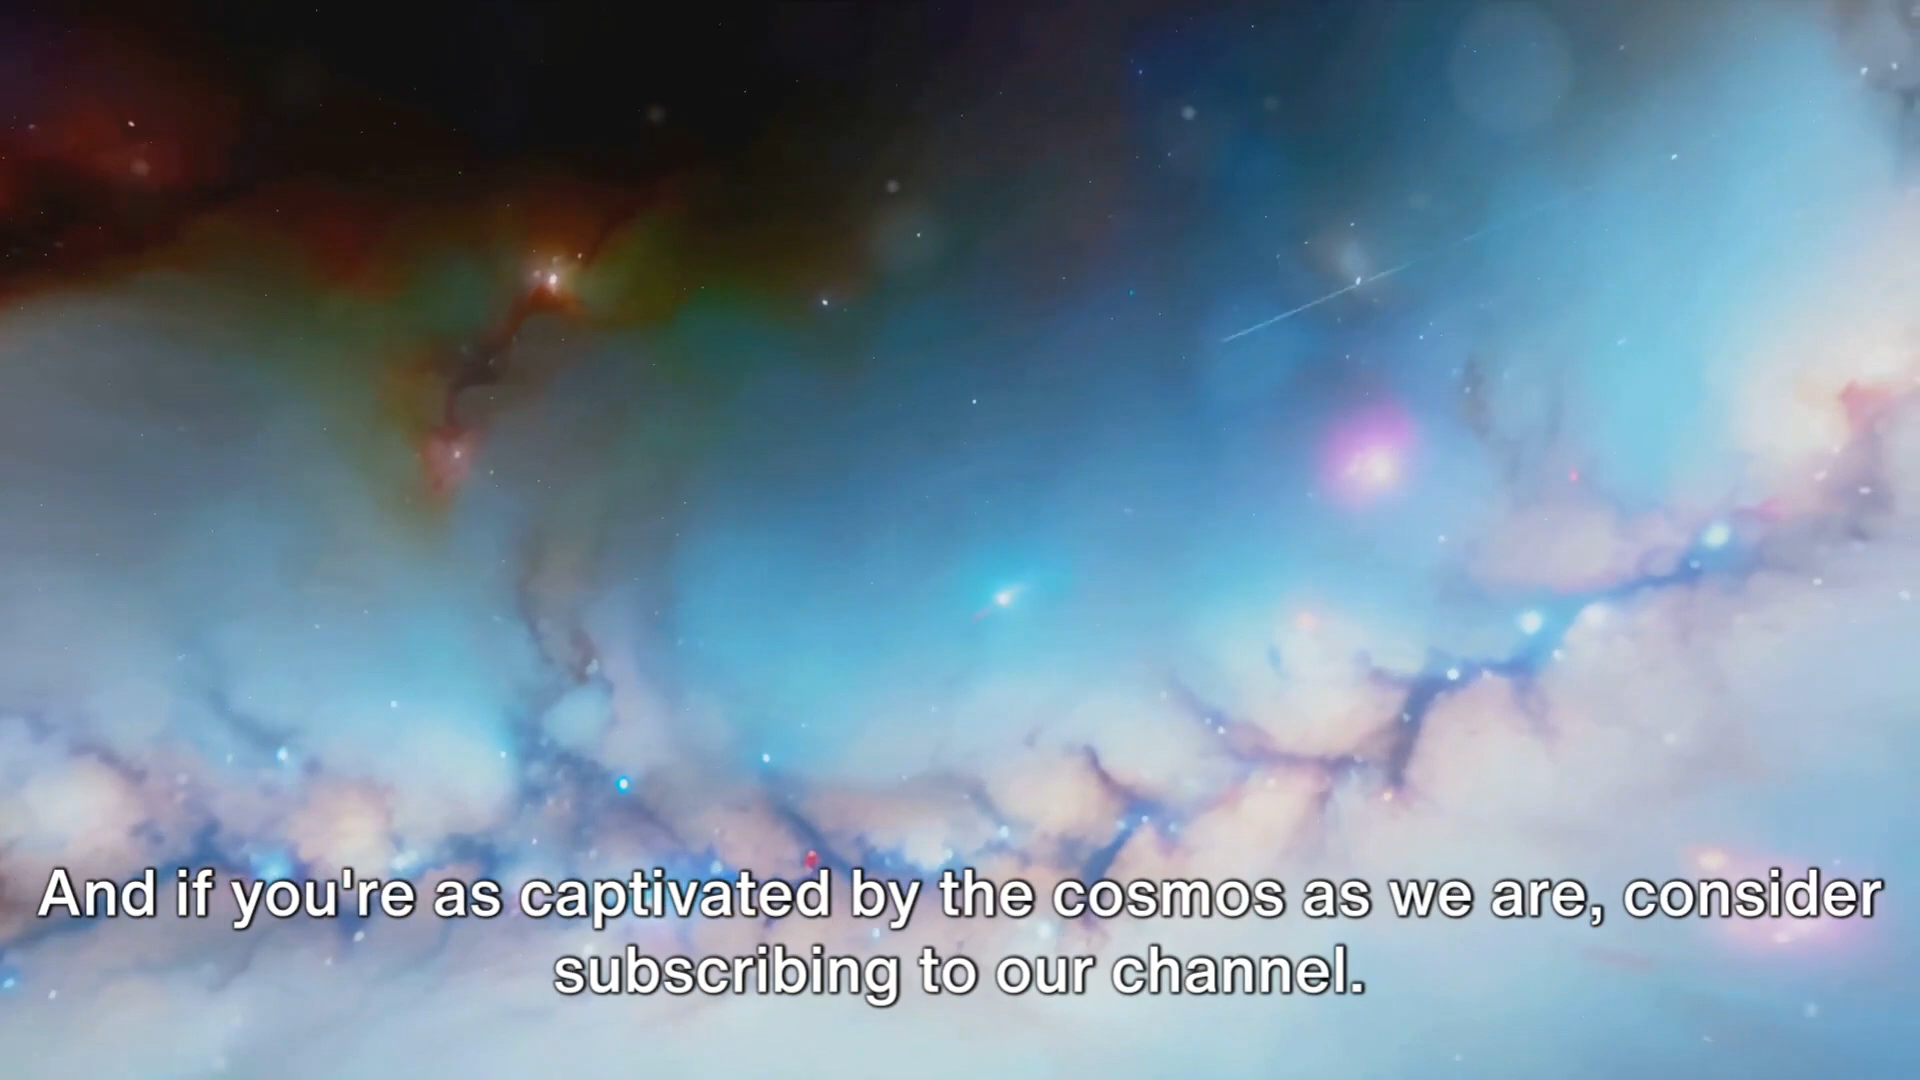 And if you're as captivated by the cosmos as we are, consider
subscribing to our channel.